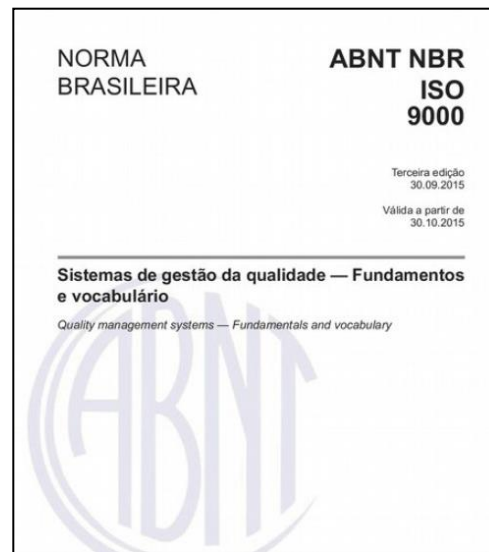 NORMA
BRASILEIRA
ABNT NBR
ISO
9000
Terceira edição
30.09.2015
Válida a partir de
30.10.2015
Sistemas de gestão da qualidade — Fundamentos
e vocabulário
Quality management systems — Fundamentals and vocabulary
ABNT